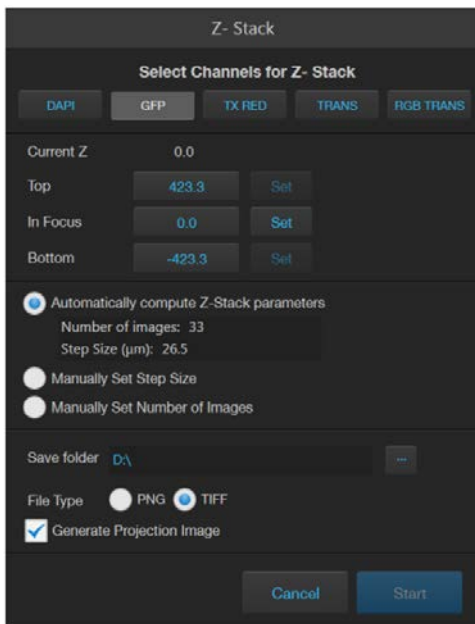 Z- Stack
Select Channels for Z- Stack
DAPI GFP TX RED TRANS RGB TRANS
Current Z 0.0
Top 423.3 Set
In Focus 0.0 Set
Bottom -423.3 Set
Automatically compute Z-Stack parameters
Number of images: 33
Step Size (μm): 26.5
Manually Set Step Size
Manually Set Number of Images
Save folder D:\ ...
File Type PNG TIFF
Generate Projection Image
Cancel Start